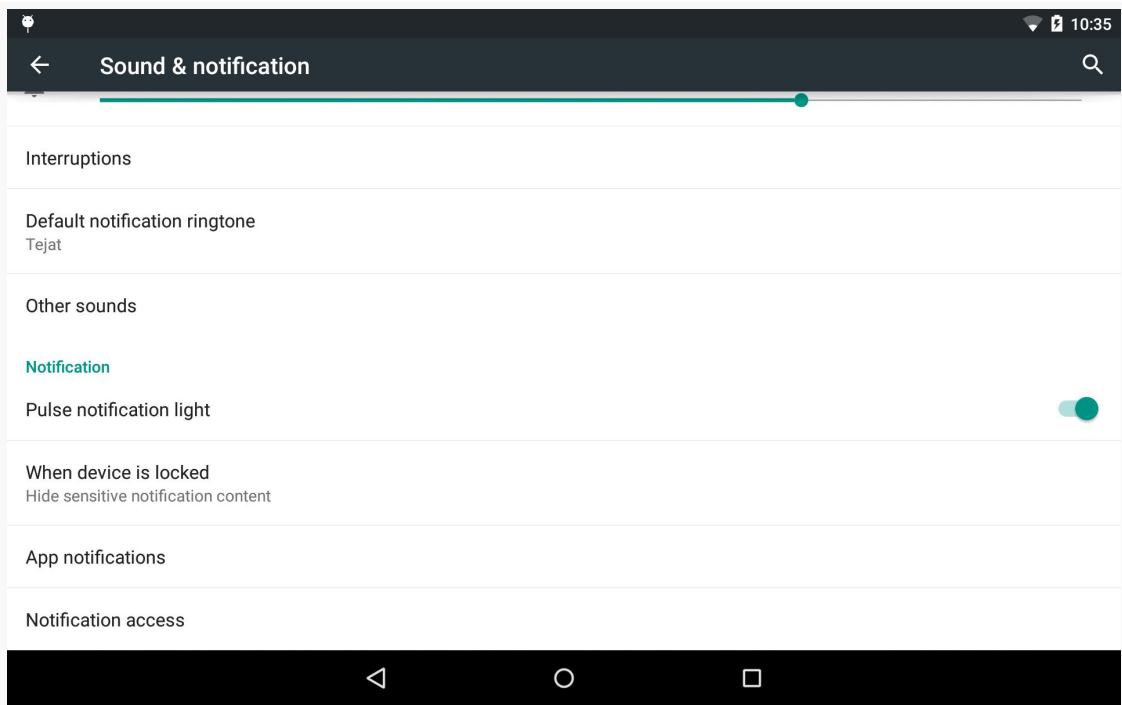 10:35
Sound & notification
Interruptions
Default notification ringtone
Tejat
Other sounds
Notification
Pulse notification light
When device is locked
Hide sensitive notification content
App notifications
Notification access